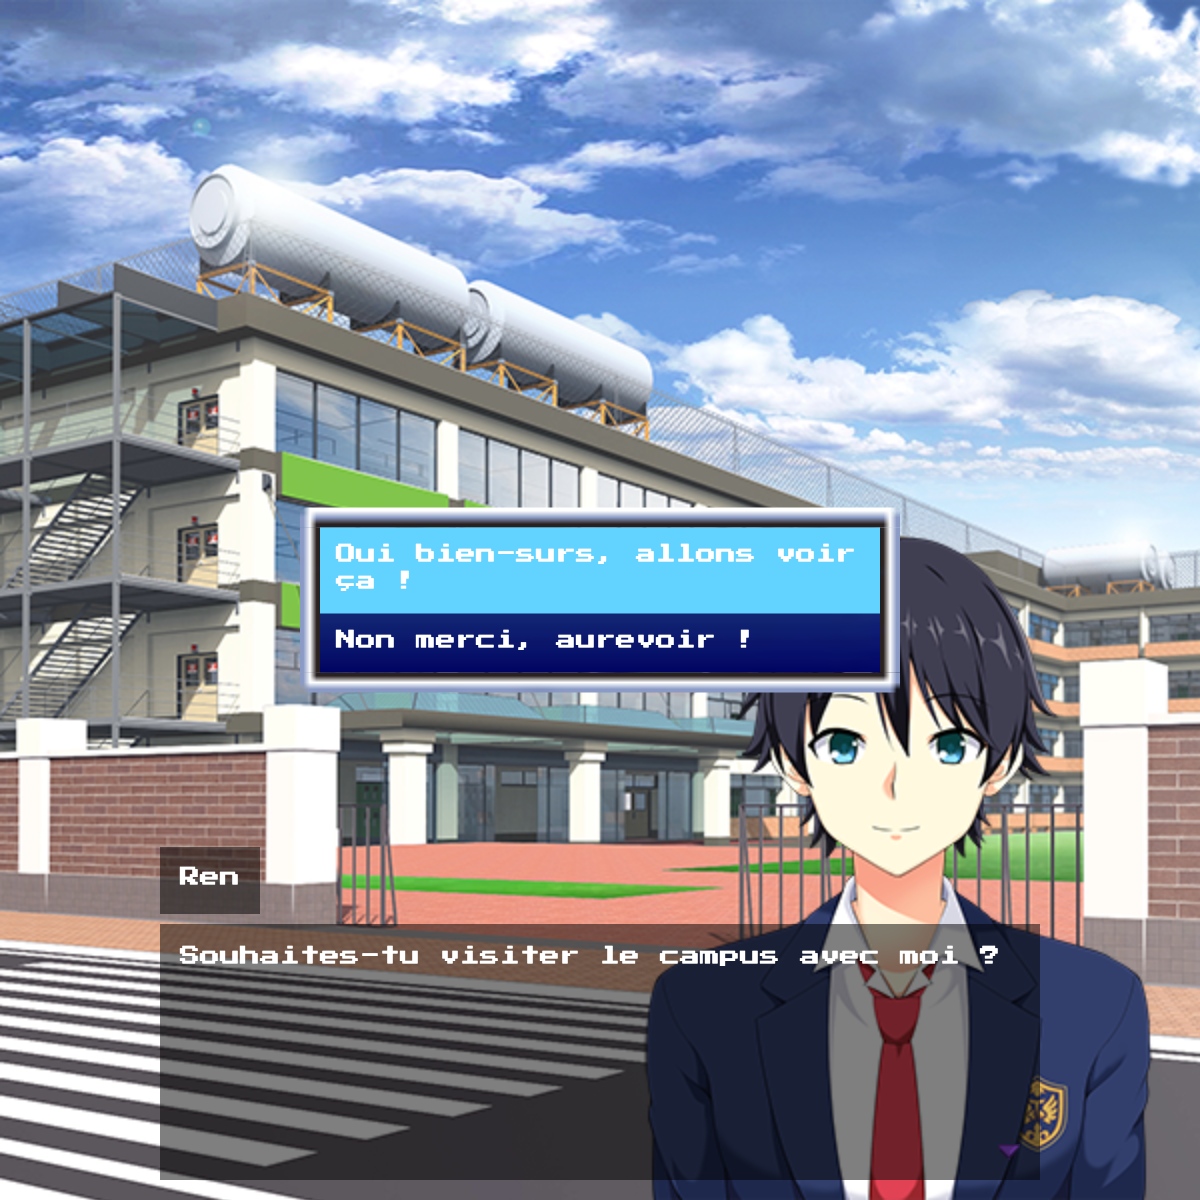 Oui bien-surs, allons voir
ça !
Non merci, aurevoir !
Ren
Souhaites-tu visiter le campus avec moi ?